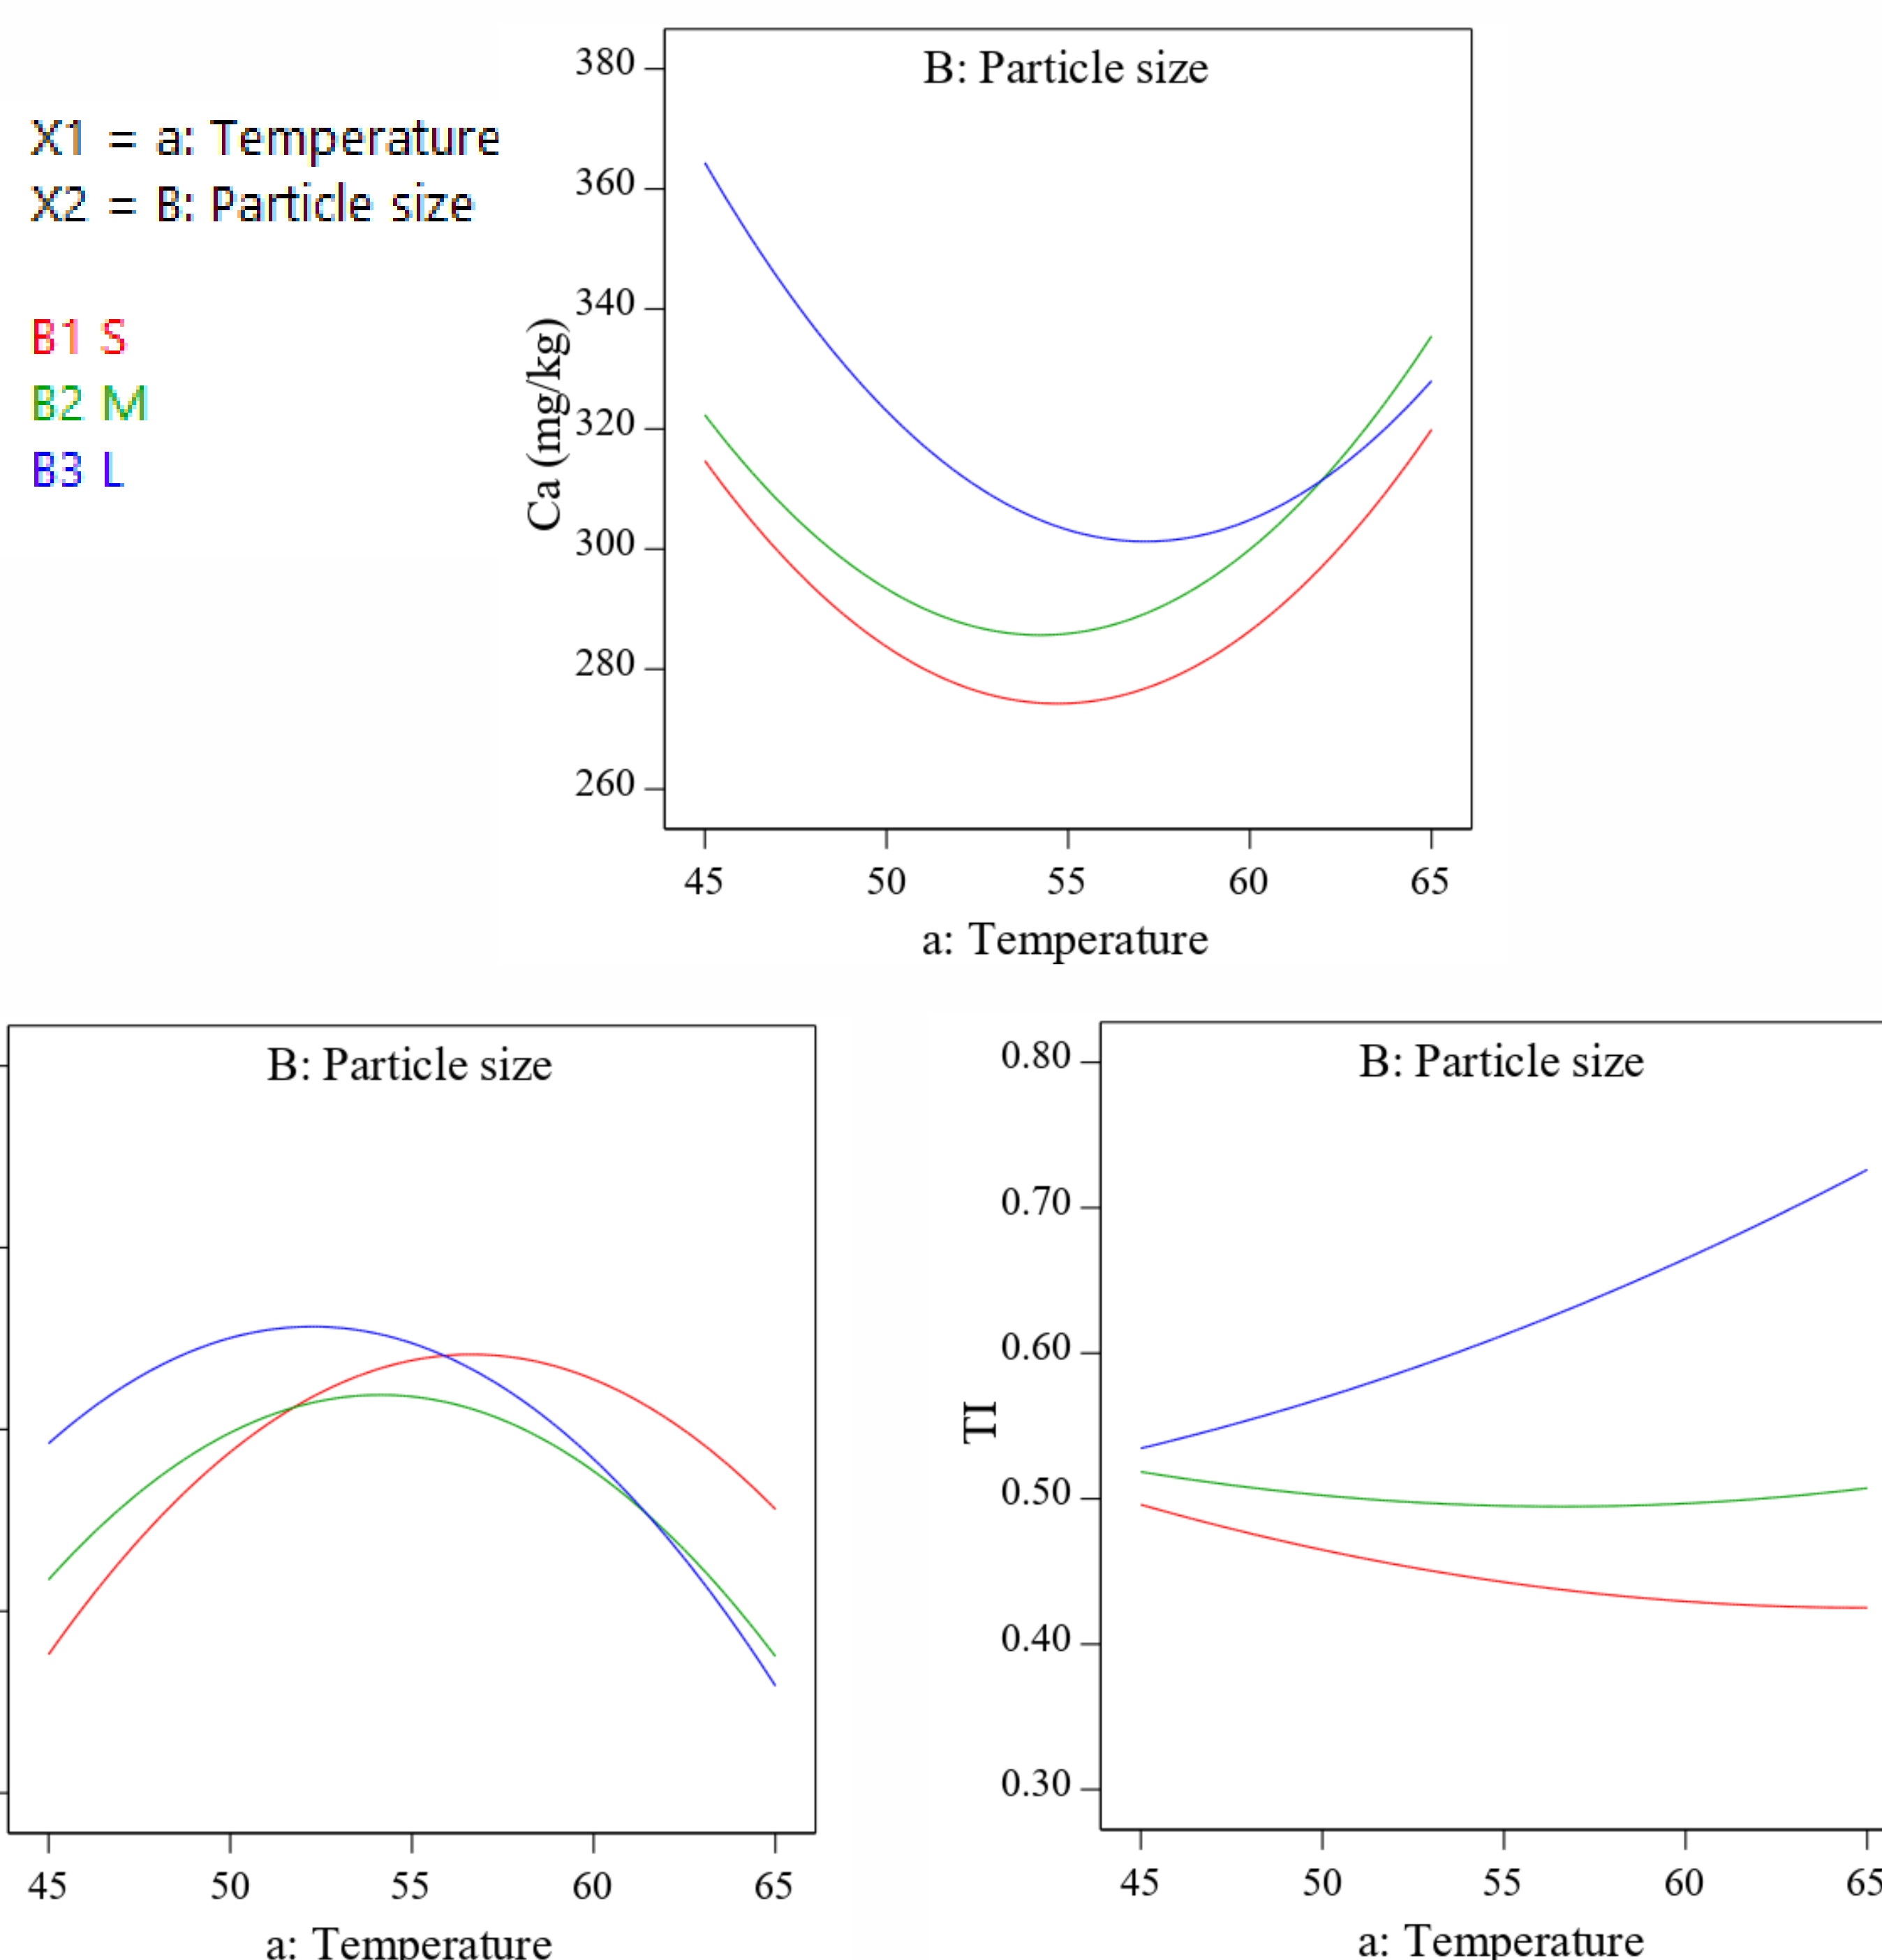 X1 = a: Temperature
X2 = B: Particle size
B1 S
B2 M
B3 L
B: Particle size
Ca (mg/kg)
380
360
340
320
300
280
260
45 50 55 60 65
a: Temperature
B: Particle size
45 50 55 60 65
a: Temperature
B: Particle size
TI
0.80
0.70
0.60
0.50
0.40
0.30
45 50 55 60 65
a: Temperature